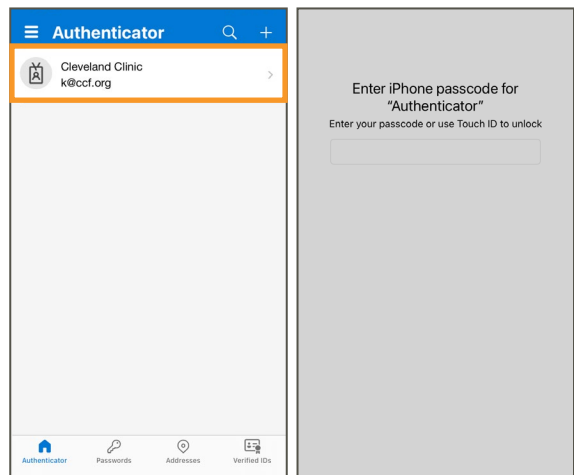 Authenticator
Cleveland Clinic
k@ccf.org
Authenticator
Passwords
Addresses
Verified IDs
Enter iPhone passcode for
“Authenticator”
Enter your passcode or use Touch ID to unlock